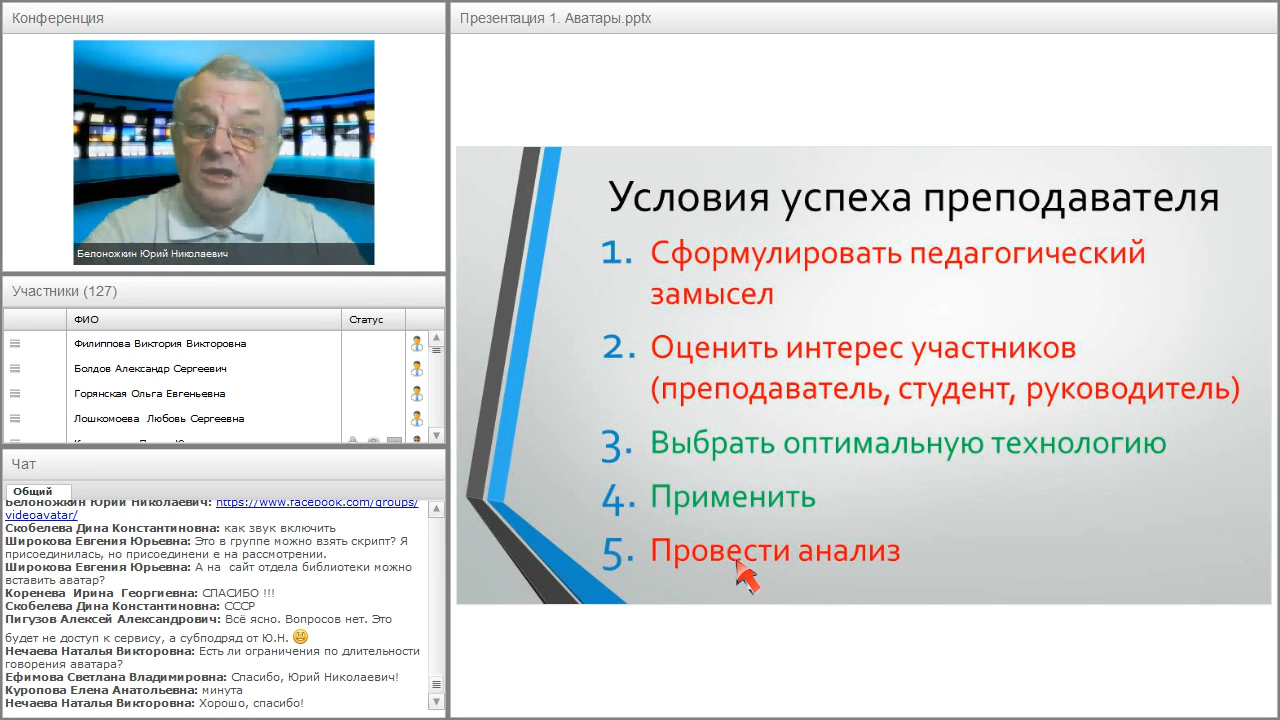 Конференция
Белоножкин Юрий Николаевич
Участники (127)
ФИО Статус
Филиппова Виктория Викторовна
Болдов Александр Сергеевич
Горянская Ольга Евгеньевна
Лошкомоева Любовь Сергеевна
Чат
Общий
Белоножкин Юрий Николаевич: https://www.facebook.com/groups/
videoavatar/
Скобелева Дина Константиновна: как звук включить
Широкова Евгения Юрьевна: Это в группе можно взять скрипт? Я
присоединилась, но присоединени е на рассмотрении.
Широкова Евгения Юрьевна: А на сайт отдела библиотеки можно
вставить аватар?
Коренева Ирина Георгиевна: СПАСИБО !!!
Скобелева Дина Константиновна: СССР
Пигузов Алексей Александрович: Всё ясно. Вопросов нет. Это
будет не доступ к сервису, а субподряд от Ю.Н.
Нечаева Наталья Викторовна: Есть ли ограничения по длительности
говорения аватара?
Ефимова Светлана Владимировна: Спасибо, Юрий Николаевич!
Куропова Елена Анатольевна: минута
Нечаева Наталья Викторовна: Хорошо, спасибо!
Презентация 1. Аватары.pptx
Условия успеха преподавателя
1. Сформулировать педагогический
замысел
2. Оценить интерес участников
(преподаватель, студент, руководитель)
3. Выбрать оптимальную технологию
4. Применить
5. Провести анализ